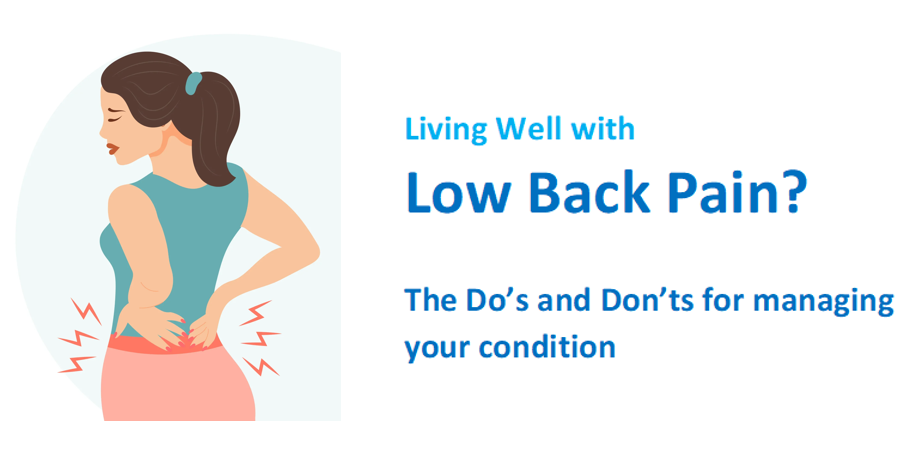 Living Well with
Low Back Pain?
The Do’s and Don’ts for managing
your condition